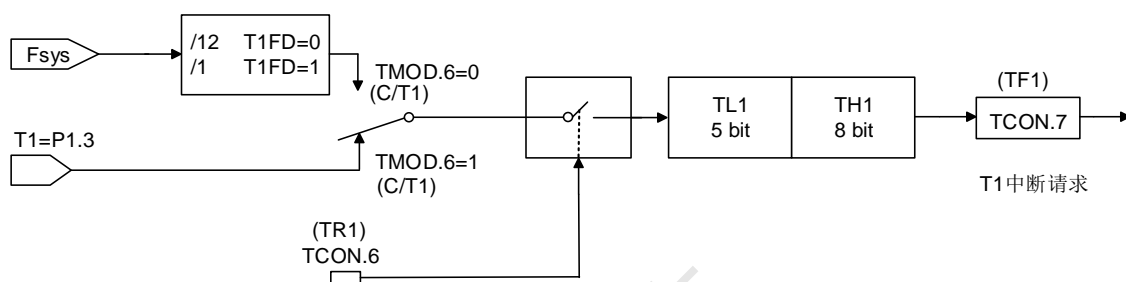 Fsys
/12 T1FD=0
/1 T1FD=1
TMOD.6=0
(C/T1)
T1=P1.3
TMOD.6=1
(C/T1)
(TR1)
TCON.6
TL1
5 bit
TH1
8 bit
(TF1)
TCON.7
T1中断请求